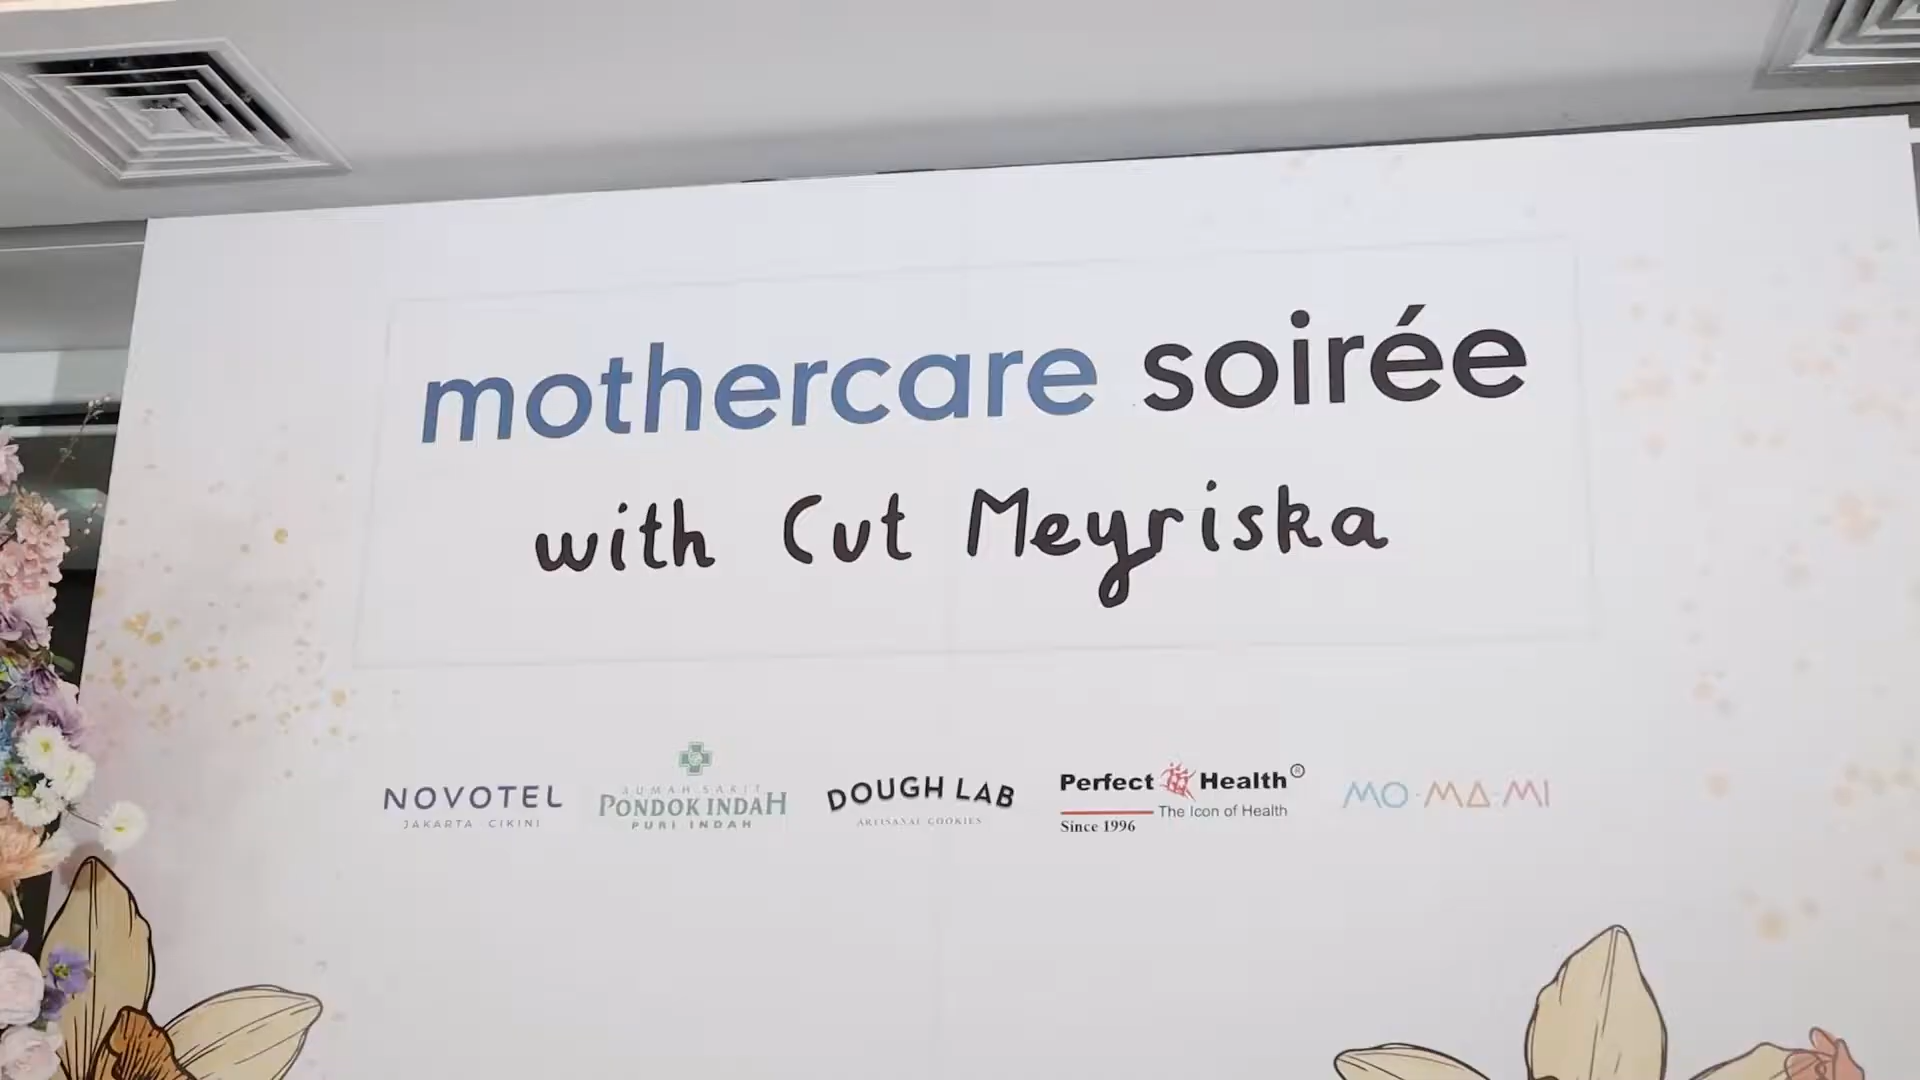 mothercare soirée
with Cut Meyriska
NOVOTEL
JAKARTA CIKINI
RUMAH SAKIT
PONDOK INDAH
PURI INDAH
DOUGH LAB
ARTISANAL COOKIES
Perfect Health®
The Icon of Health
Since 1996
MO·MA·MI